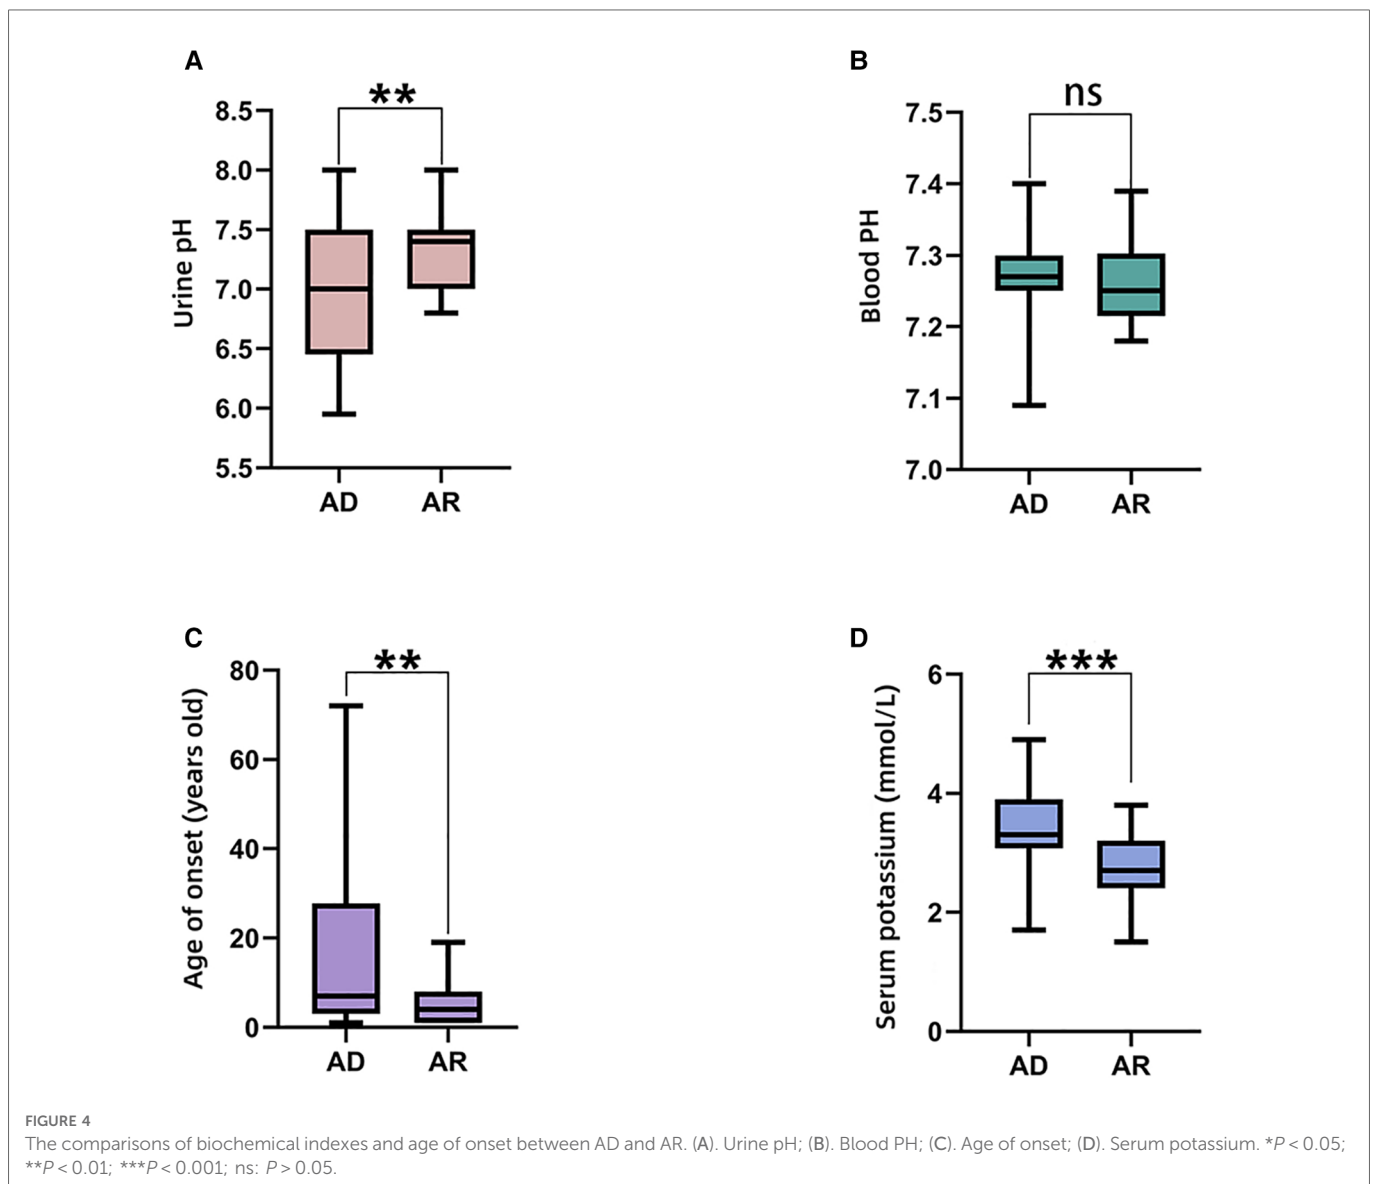 A
**
8.5
8.0
7.5
7.0
6.5
6.0
5.5
Urine pH
AD AR
B
ns
7.5
7.4
7.3
7.2
7.1
7.0
Blood PH
AD AR
C
**
80
60
40
20
0
Age of onset (years old)
AD AR
D
***
6
4
2
0
Serum potassium (mmol/L)
AD AR
FIGURE 4
The comparisons of biochemical indexes and age of onset between AD and AR. (A). Urine pH; (B). Blood PH; (C). Age of onset; (D). Serum potassium. *P < 0.05;
**P < 0.01; ***P < 0.001; ns: P > 0.05.